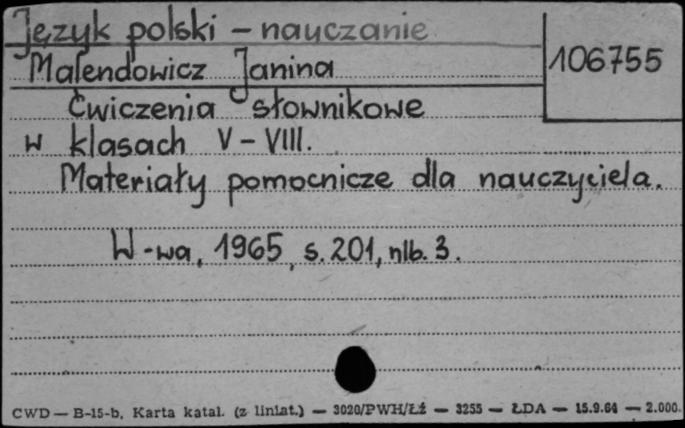 Język polski - nauczanie
106755
Malendowicz Janina
Ćwiczenia słownikowe
w klasach V-VIII.
Materiały pomocnicze dla nauczyciela.
W-wa, 1965, s. 201, nlb. 3.
CWD — B-15-b, Karta katal. (z liniat.) — 3020/PWH/Łż — 3255 — ŁDA — 15.9.64 — 2.000.